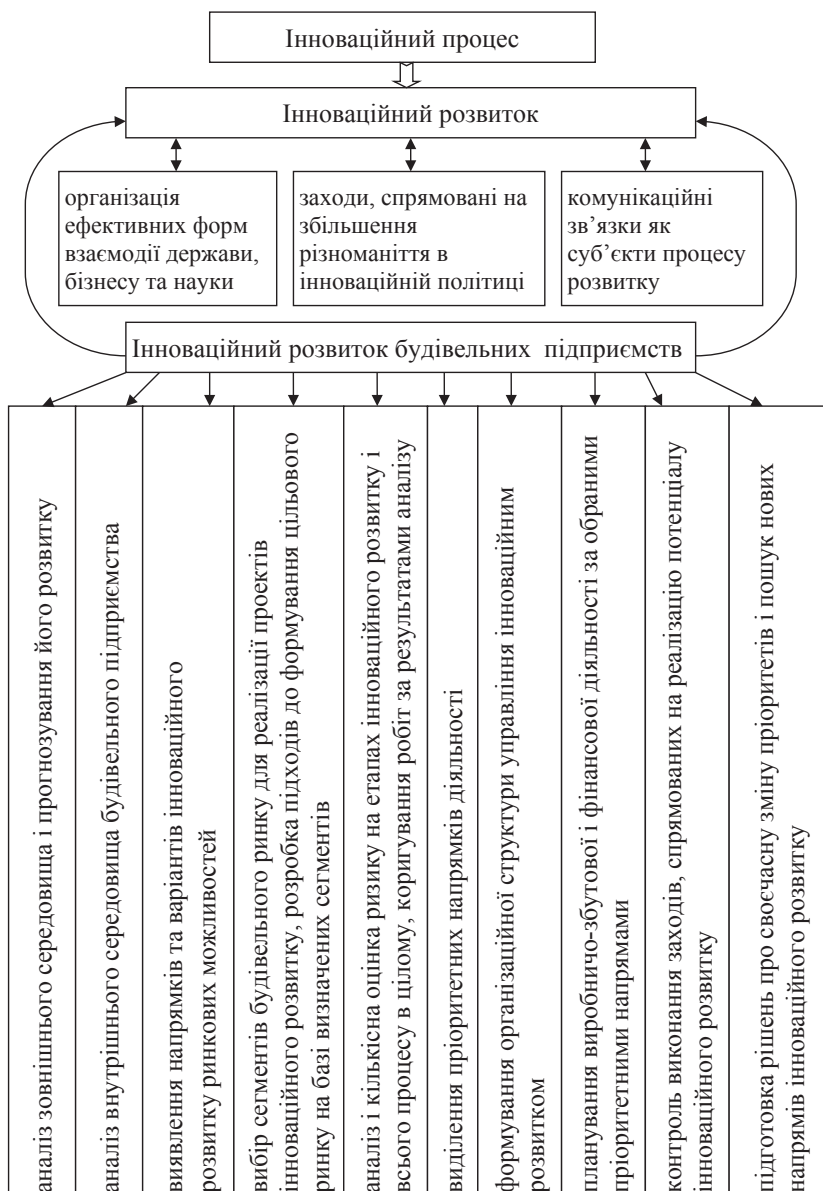 Інноваційний процес
Інноваційний розвиток
організація
ефективних форм
взаємодії держави,
бізнесу та науки
заходи, спрямовані на
збільшення
різноманіття в
інноваційній політиці
комунікаційні
зв’язки як
суб’єкти процесу
розвитку
Інноваційний розвиток будівельних підприємств
аналіз зовнішнього середовища і прогнозування його розвитку
аналіз внутрішнього середовища будівельного підприємства
виявлення напрямків та варіантів інноваційного
розвитку ринкових можливостей
вибір сегментів будівельного ринку для реалізації проектів
інноваційного розвитку, розробка підходів до формування цільового
ринку на базі визначених сегментів
аналіз і кількісна оцінка ризику на етапах інноваційного розвитку і
всього процесу в цілому, коригування робіт за результатами аналізу
виділення пріоритетних напрямків діяльності
формування організаційної структури управління інноваційним
розвитком
планування виробничо-збутової і фінансової діяльності за обраними
пріоритетними напрямами
контроль виконання заходів, спрямованих на реалізацію потенціалу
інноваційного розвитку
підготовка рішень про своєчасну зміну пріоритетів і пошук нових
напрямів інноваційного розвитку